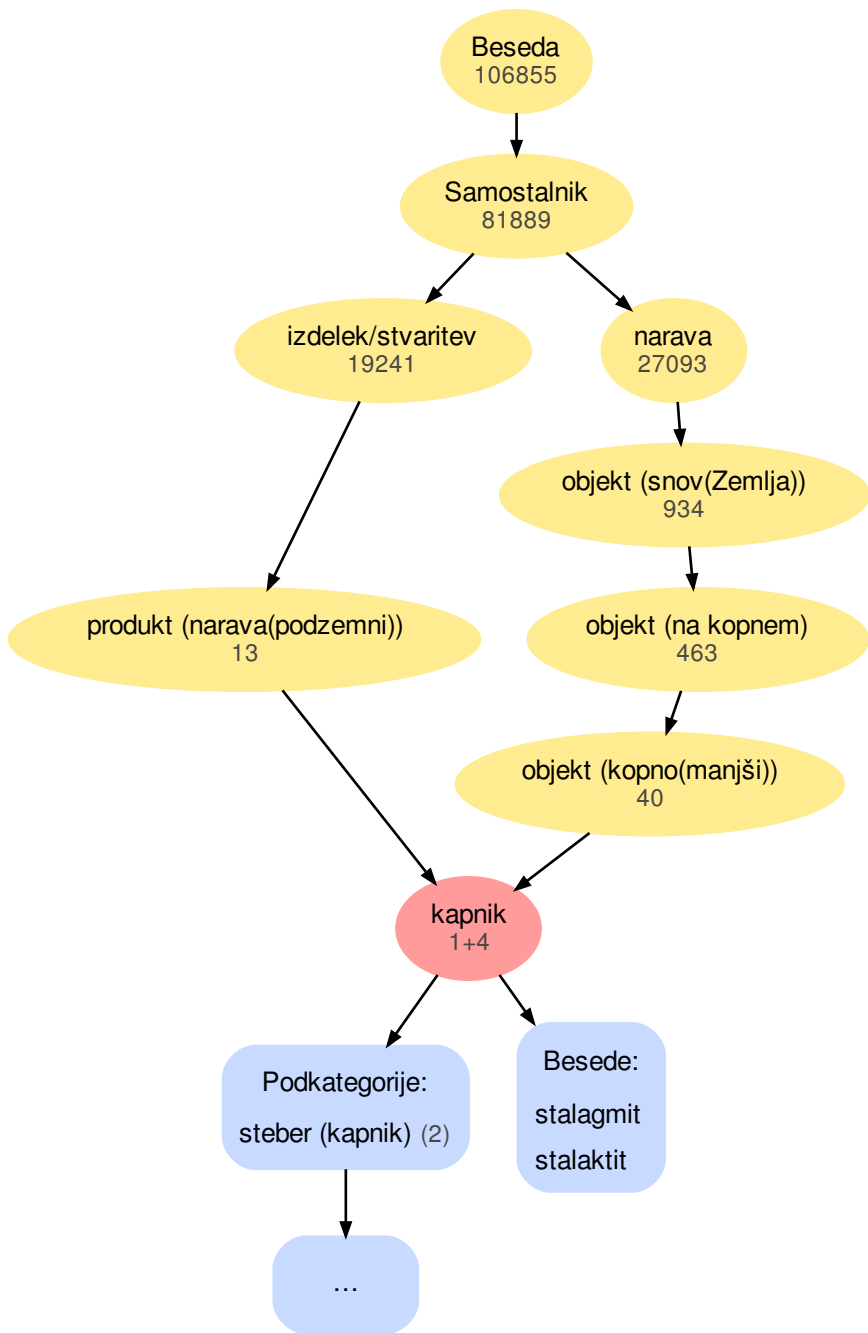 Beseda
106855
Samostalnik
81889
izdelek/stvaritev
19241
narava
27093
objekt (snov(Zemlja))
934
produkt (narava(podzemni))
13
objekt (na kopnem)
463
objekt (kopno(manjši))
40
kapnik
1+4
Podkategorije:
steber (kapnik) (2)
Besede:
stalagmit
stalaktit
…